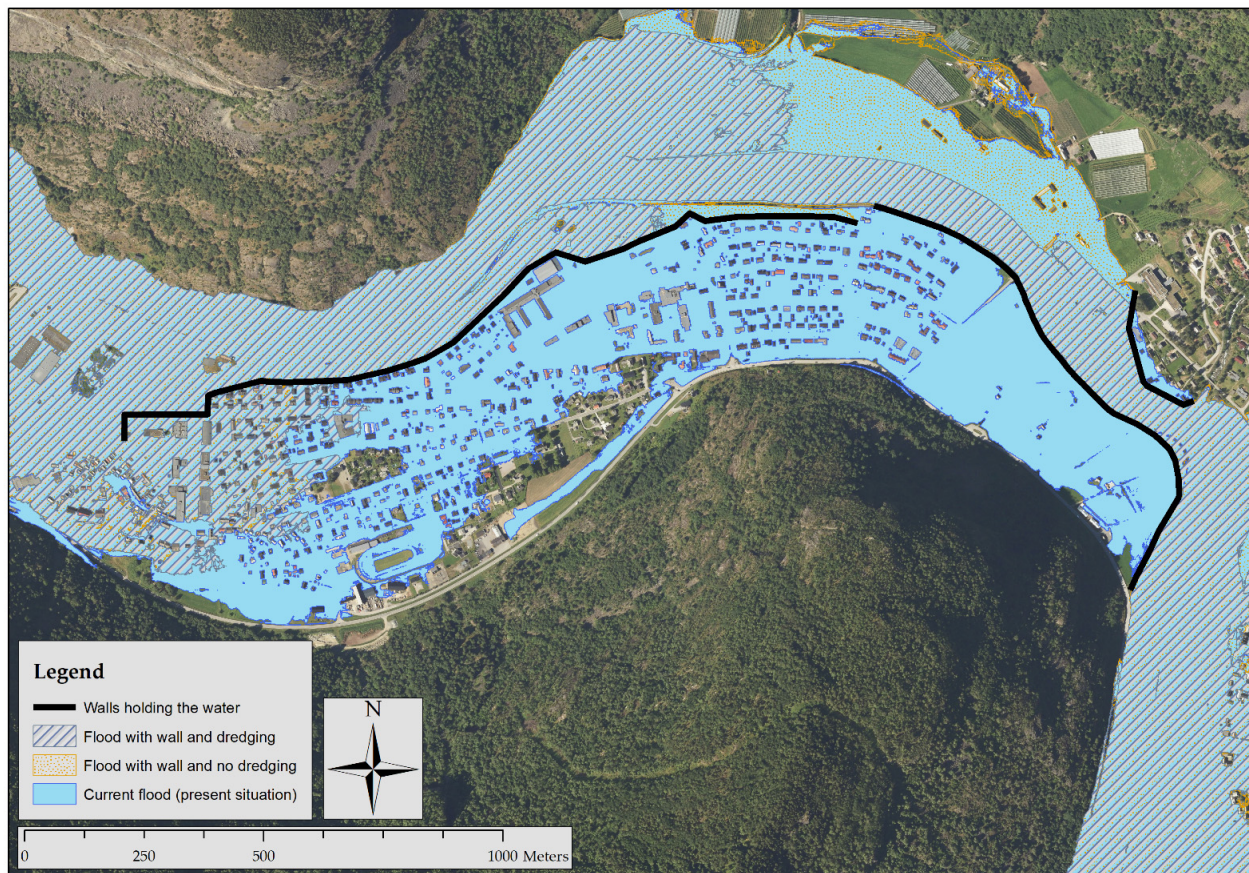 Legend
Walls holding the water
Flood with wall and dredging
Flood with wall and no dredging
Current flood (present situation)
N
0 250 500 1000 Meters